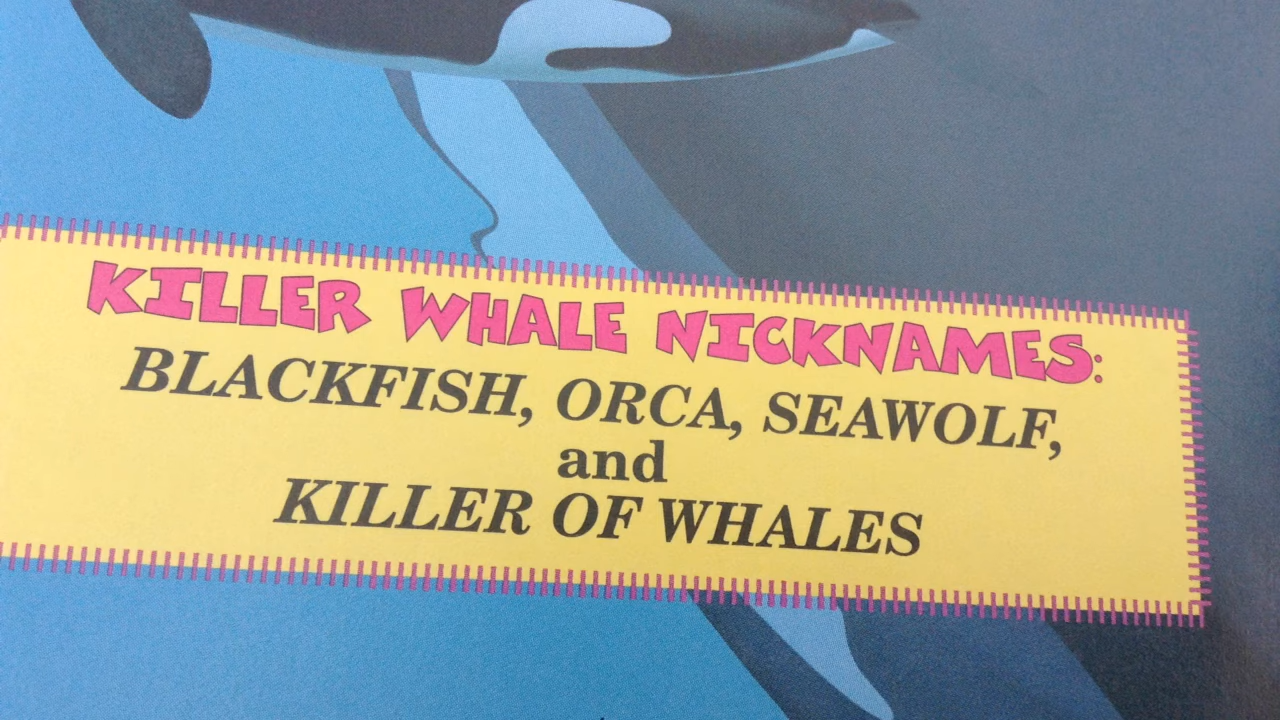 KILLER WHALE NICKNAMES:
BLACKFISH, ORCA, SEAWOLF,
and
KILLER OF WHALES